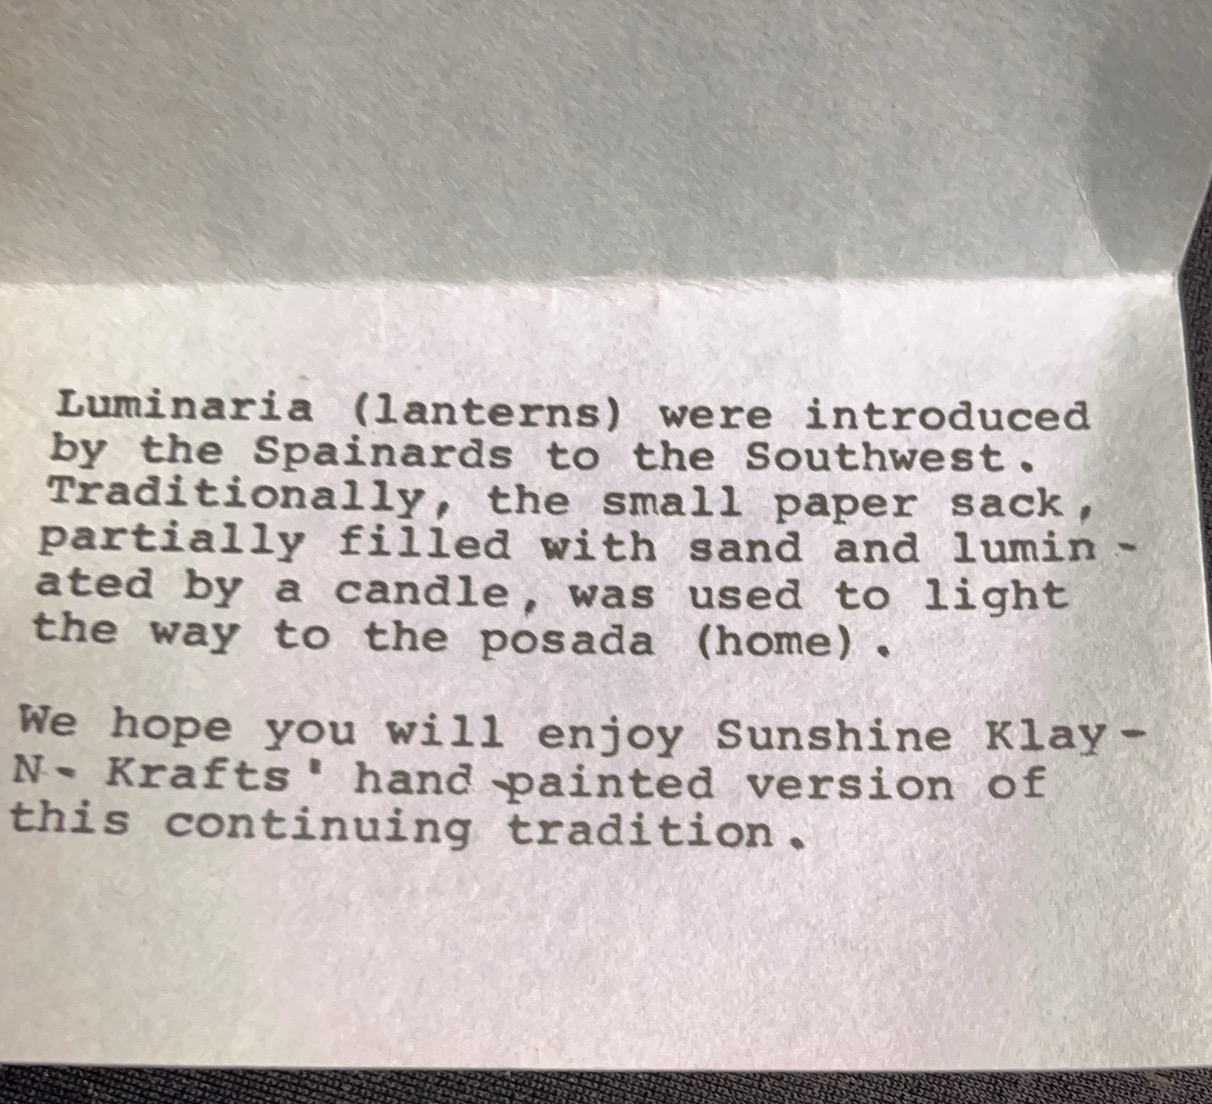 Luminaria (lanterns) were introduced
by the Spainards to the Southwest.
Traditionally, the small paper sack,
partially filled with sand and lumin-
ated by a candle, was used to light
the way to the posada (home).
We hope you will enjoy Sunshine Klay-
N- Krafts' hand-painted version of
this continuing tradition.